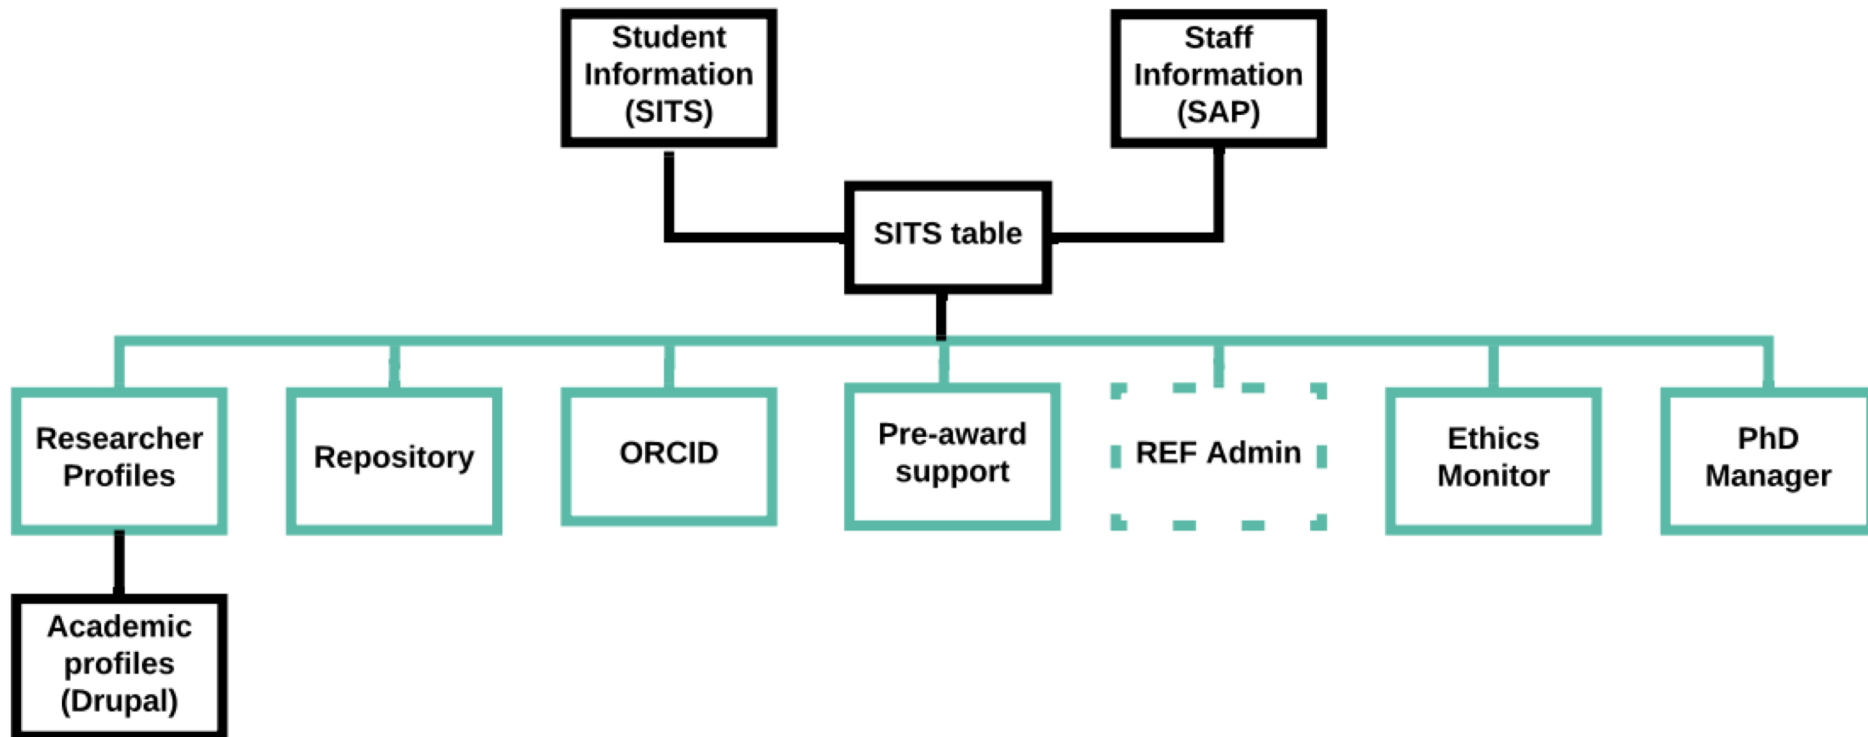 Student
Information
(SITS)
Staff
Information
(SAP)
SITS table
Researcher
Profiles
Repository
ORCID
Pre-award
support
REF Admin
Ethics
Monitor
PhD
Manager
Academic
profiles
(Drupal)